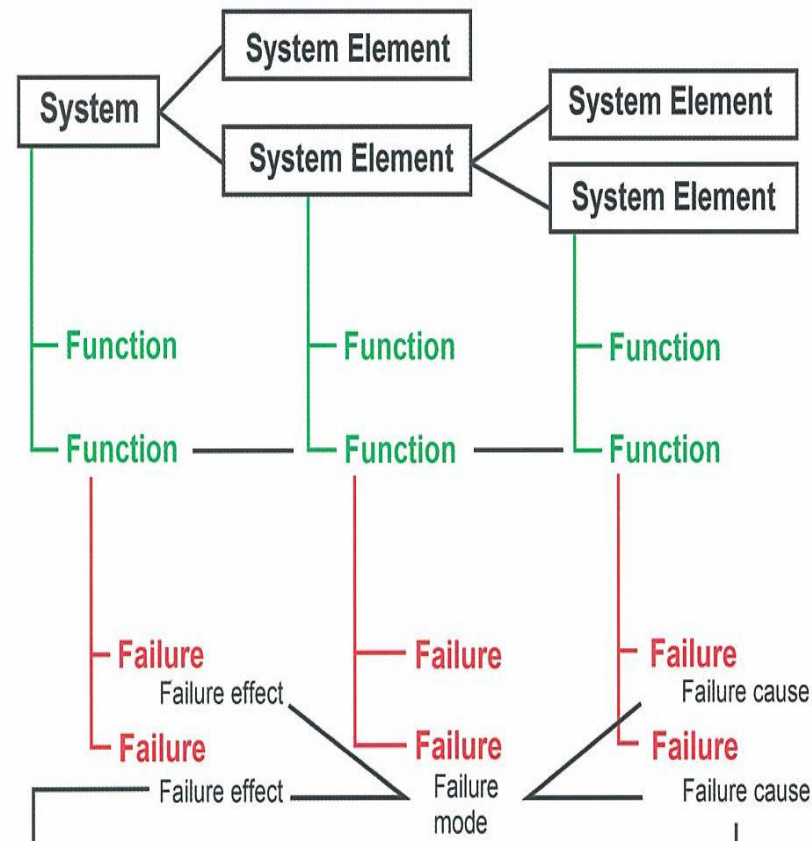 System Element
System
System Element
System Element
System Element
Function
Function
Function
Function
Function
Function
Failure
Failure
Failure
Failure effect
Failure cause
Failure
Failure
Failure
Failure effect
Failure
mode
Failure cause